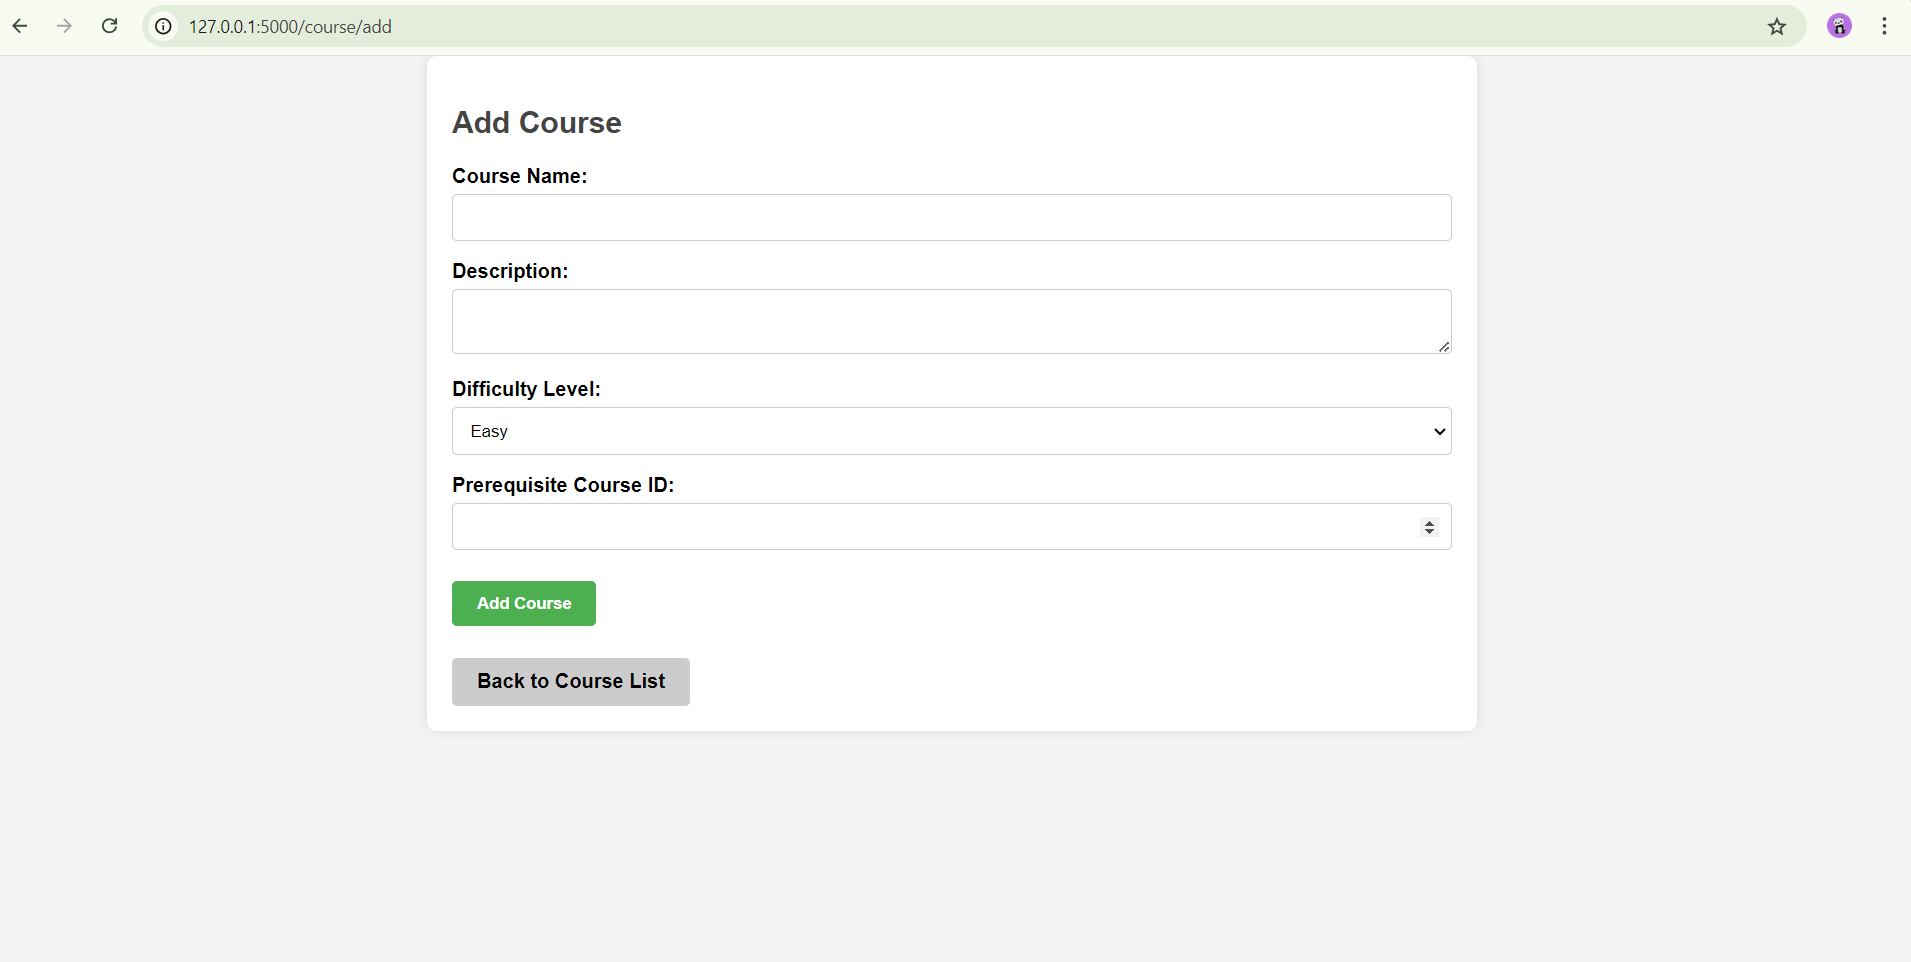 127.0.0.1:5000/course/add
Add Course
Course Name:
Description:
Difficulty Level:
Easy
Prerequisite Course ID:
Add Course
Back to Course List